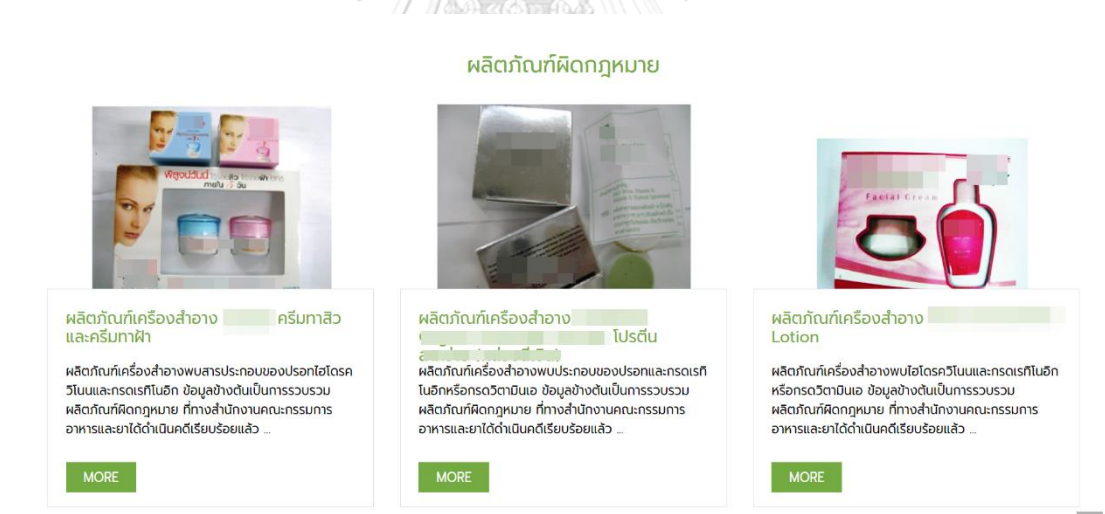 ผลิตภัณฑ์ผิดกฎหมาย
พิสูจน์วันนี้
ภายใน 5 วัน
Facial Cream
ผลิตภัณฑ์เครื่องสำอาง ครีมทาสิว
และครีมทาฝ้า
ผลิตภัณฑ์เครื่องสำอางพบสารประกอบของปรอทไฮโดรค
วิโนนและกรดเรทิโนอิก ข้อมูลข้างต้นเป็นการรวบรวม
ผลิตภัณฑ์ผิดกฎหมาย ที่ทางสำนักงานคณะกรรมการ
อาหารและยาได้ดำเนินคดีเรียบร้อยแล้ว ...
MORE
ผลิตภัณฑ์เครื่องสำอาง
โปรตีน
ผลิตภัณฑ์เครื่องสำอางพบประกอบของปรอทและกรดเรทิ
โนอิกหรือกรดวิตามินเอ ข้อมูลข้างต้นเป็นการรวบรวม
ผลิตภัณฑ์ผิดกฎหมาย ที่ทางสำนักงานคณะกรรมการ
อาหารและยาได้ดำเนินคดีเรียบร้อยแล้ว ...
MORE
ผลิตภัณฑ์เครื่องสำอาง
Lotion
ผลิตภัณฑ์เครื่องสำอางพบไฮโดรควิโนนและกรดเรทิโนอิก
หรือกรดวิตามินเอ ข้อมูลข้างต้นเป็นการรวบรวม
ผลิตภัณฑ์ผิดกฎหมาย ที่ทางสำนักงานคณะกรรมการ
อาหารและยาได้ดำเนินคดีเรียบร้อยแล้ว ...
MORE